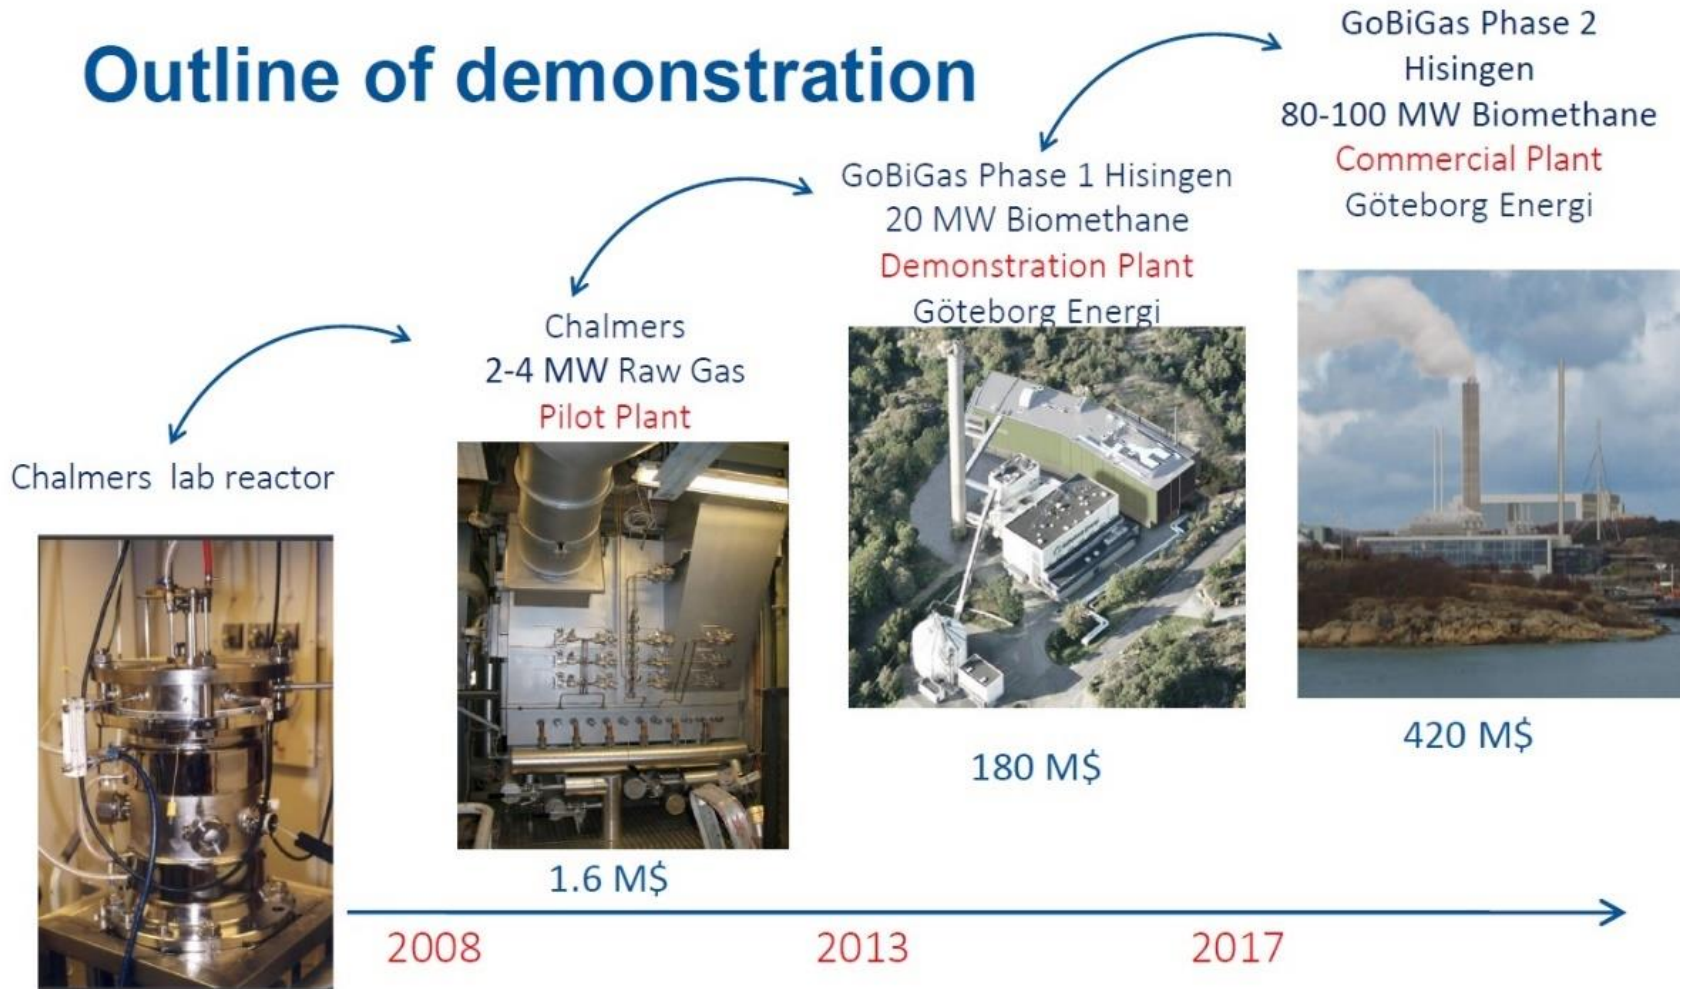 Outline of demonstration
Chalmers lab reactor
Chalmers
2-4 MW Raw Gas
Pilot Plant
1.6 M$
GoBiGas Phase 1 Hisingen
20 MW Biomethane
Demonstration Plant
Göteborg Energi
180 M$
GoBiGas Phase 2
Hisingen
80-100 MW Biomethane
Commercial Plant
Göteborg Energi
420 M$
2008
2013
2017